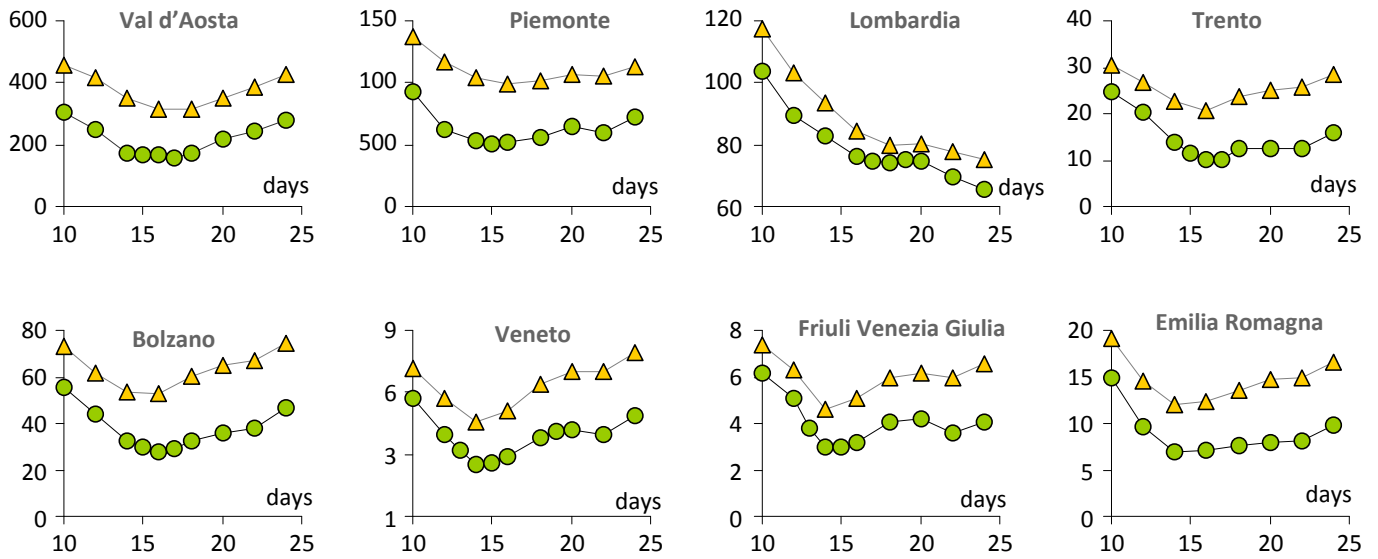 Val d'Aosta
600
400
200
0
days
10 15 20 25
Piemonte
150
100
500
0
days
10 15 20 25
Lombardia
120
100
80
60
days
10 15 20 25
Trento
40
30
20
10
0
days
10 15 20 25
Bolzano
80
60
40
20
0
days
10 15 20 25
Veneto
9
6
3
1
days
10 15 20 25
Friuli Venezia Giulia
8
6
4
2
0
days
10 15 20 25
Emilia Romagna
20
15
10
5
0
days
10 15 20 25